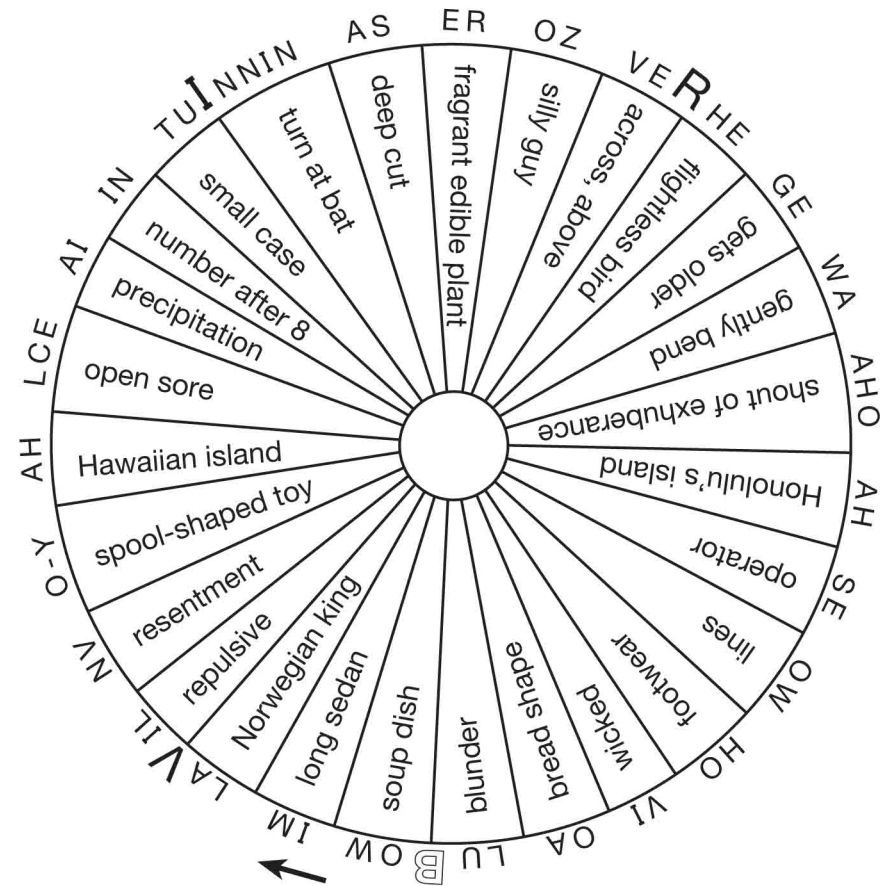 ER
OZ
VERHE
GE
WA
AHO
AH
SE
OW
HO
VI
OA
LUBOW
IM
LAVIL
NV
O-Y
AH
LCE
AI
IN
TUINNIN
AS
fragrant edible plant
silly guy
across, above
flightless bird
gets older
gently bend
shout of exhuberance
Honolulu's island
operator
lines
footwear
wicked
bread shape
blunder
soup dish
long sedan
Norwegian king
repulsive
resentment
spool-shaped toy
Hawaiian island
open sore
precipitation
number after 8
small case
turn at bat
deep cut